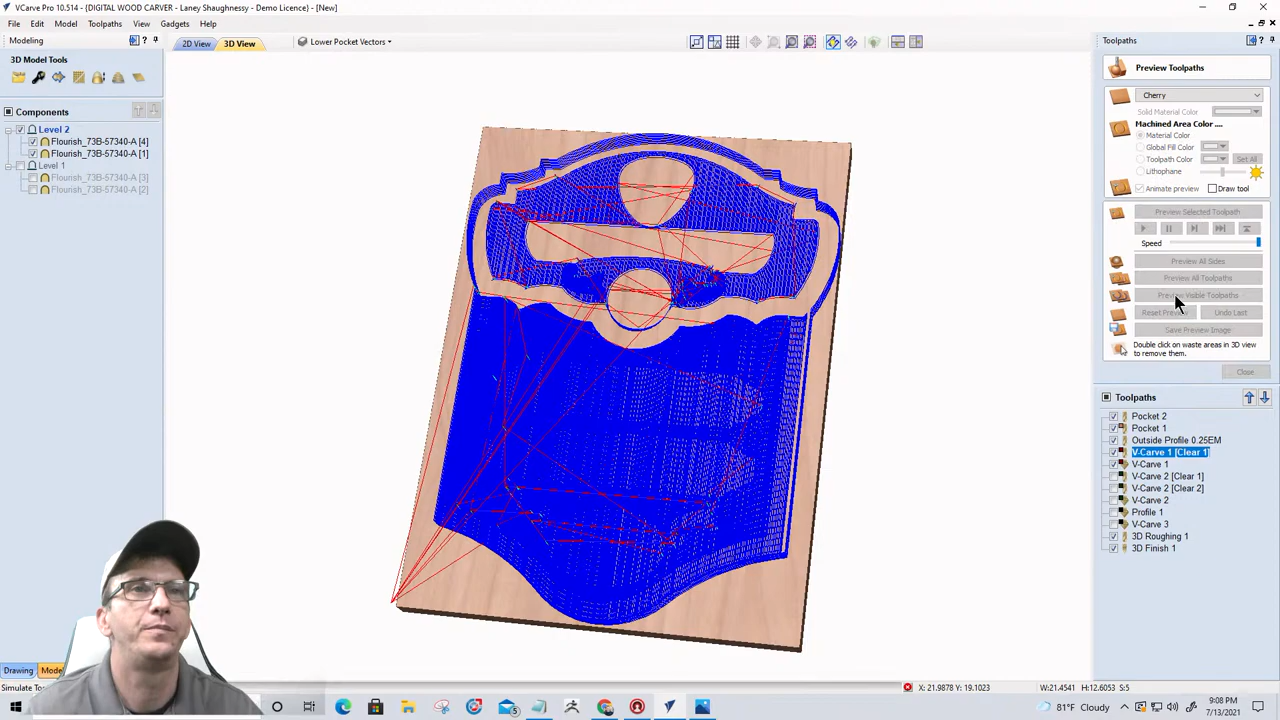 VCarve Pro 10.514 - (DIGITAL WOOD CARVER - Laney Shaughnessy - Demo Licence) - [New]
File Edit Model Toolpaths View Gadgets Help
Modeling
2D View 3D View Lower Pocket Vectors
Toolpaths
3D Model Tools
Preview Toolpaths
Components
Level 2
Flourish_73B-57340-A [4]
Flourish_73B-57340-A [1]
Level 1
Flourish_73B-57340-A [3]
Flourish_73B-57340-A [2]
Cherry
Solid Material Color
Machined Area Color ....
Material Color
Global Fill Color
Toolpath Color Set All
Lithophane
Animate preview Draw tool
Preview Selected Toolpath
Speed
Preview All Sides
Preview All Toolpaths
Preview Visible Toolpaths
Reset Preview Undo Last
Save Preview Image
Double click on waste areas in 3D view
to remove them.
Close
Toolpaths
Pocket 2
Pocket 1
Outside Profile 0.25EM
V-Carve 1 [Clear 1]
V-Carve 1
V-Carve 2 [Clear 1]
V-Carve 2 [Clear 2]
V-Carve 2
Profile 1
V-Carve 3
3D Roughing 1
3D Finish 1
Drawing Mode
Simulate To
X: 21.9878 Y: 19.1023 W:21.4541 H:12.6053 S:5
81°F Cloudy
9:08 PM
7/13/2021